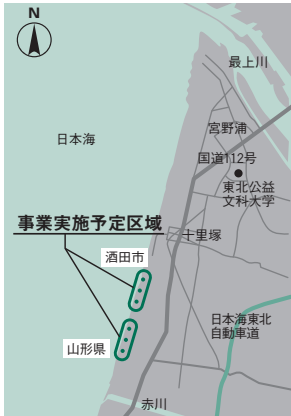 N
最上川
宮野浦
日本海
国道112号
東北公益
文科大学
事業実施予定区域
十里塚
酒田市
日本海東北
自動車道
山形県
赤川